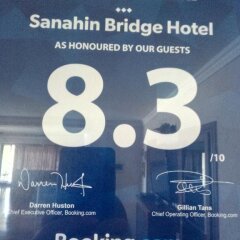 Sanahin Bridge Hotel
AS HONOURED BY OUR GUESTS
8.3
/10
Darren Huston
Chief Executive Officer, Booking.com
Gillian Tans
Chief Operating Officer, Booking.com
Booking